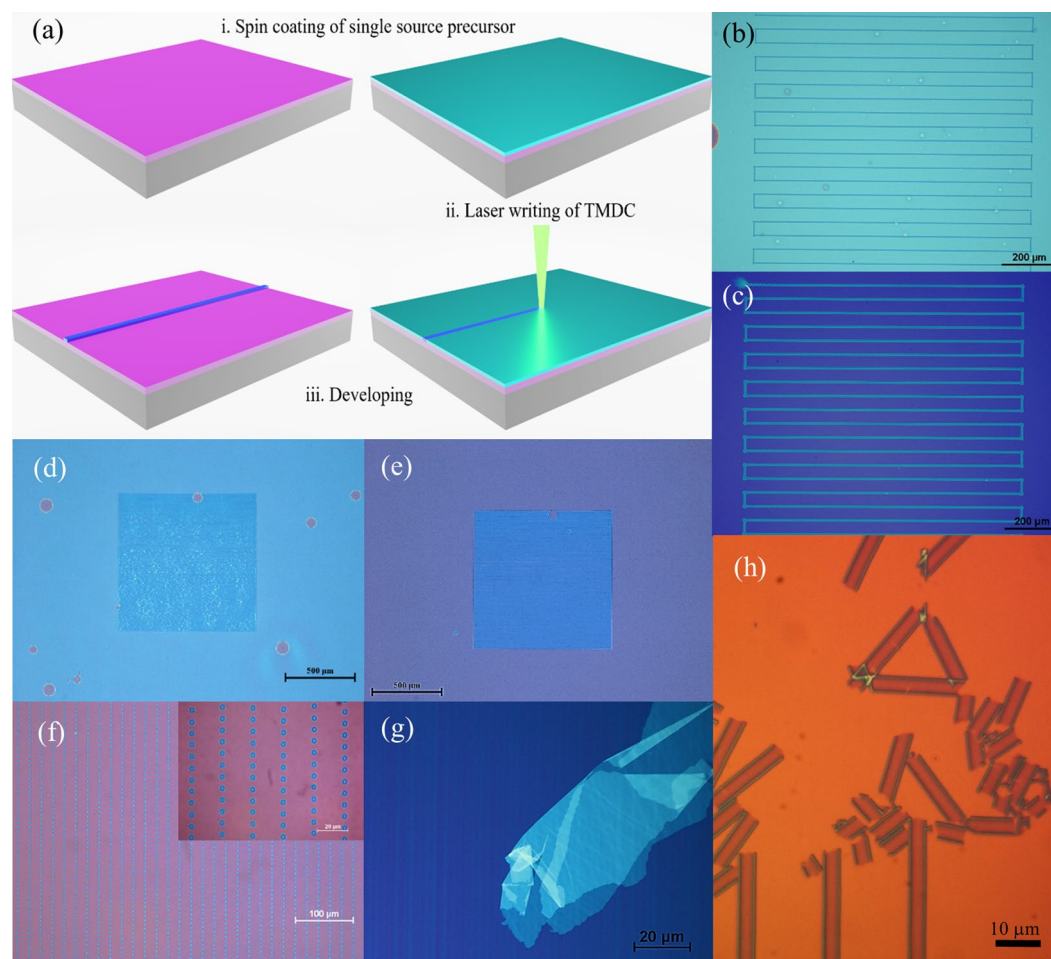 (a)
i. Spin coating of single source precursor
ii. Laser writing of TMDC
iii. Developing
(b)
200 μm
(c)
200 μm
(d)
500 μm
(e)
500 μm
(f)
20 μm
100 μm
(g)
20 μm
(h)
10 μm